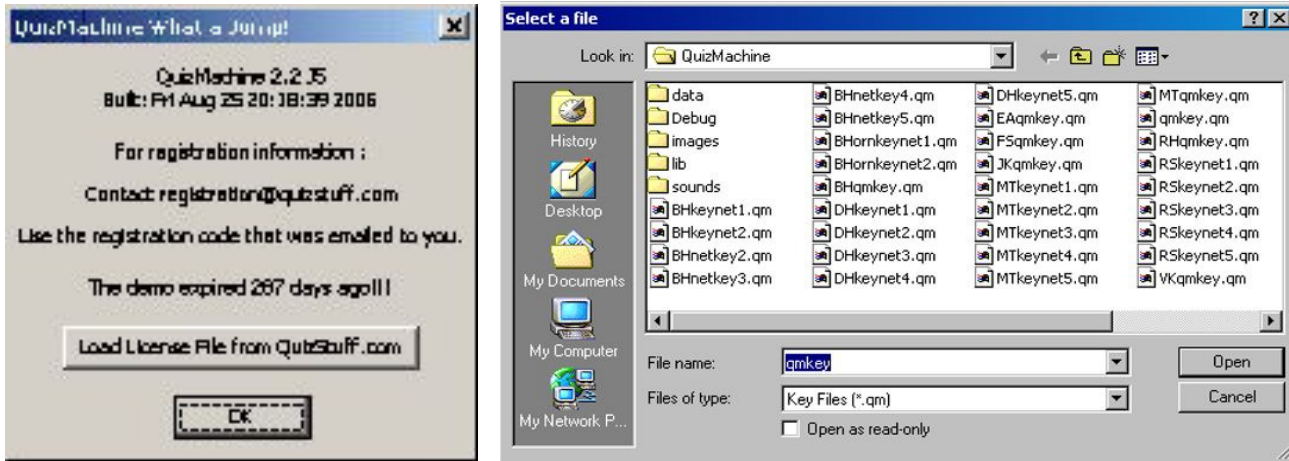 QuizMachine What a Jump!
QuizMachine 2.2 J5
Built: Fri Aug 25 20:18:39 2006
For registration information :
Contact registration@quizstuff.com
Use the registration code that was emailed to you.
The demo expired 267 days ago!!!
Load License File from QuizStuff.com
OK
Select a file
Look in: QuizMachine
History
Desktop
My Documents
My Computer
My Network P...
data
Debug
images
lib
sounds
BHkeynet1.qm
BHkeynet2.qm
BHnetkey2.qm
BHnetkey3.qm
BHnetkey4.qm
BHnetkey5.qm
BHornkeynet1.qm
BHornkeynet2.qm
BHqmkey.qm
DHkeynet1.qm
DHkeynet2.qm
DHkeynet3.qm
DHkeynet4.qm
DHkeynet5.qm
EAqmkey.qm
FSqmkey.qm
JKqmkey.qm
MTkeynet1.qm
MTkeynet2.qm
MTkeynet3.qm
MTkeynet4.qm
MTkeynet5.qm
MTqmkey.qm
qmkey.qm
RHqmkey.qm
RSkeynet1.qm
RSkeynet2.qm
RSkeynet3.qm
RSkeynet4.qm
RSkeynet5.qm
VKqmkey.qm
File name: qmkey Open
Files of type: Key Files (*.qm) Cancel
Open as read-only